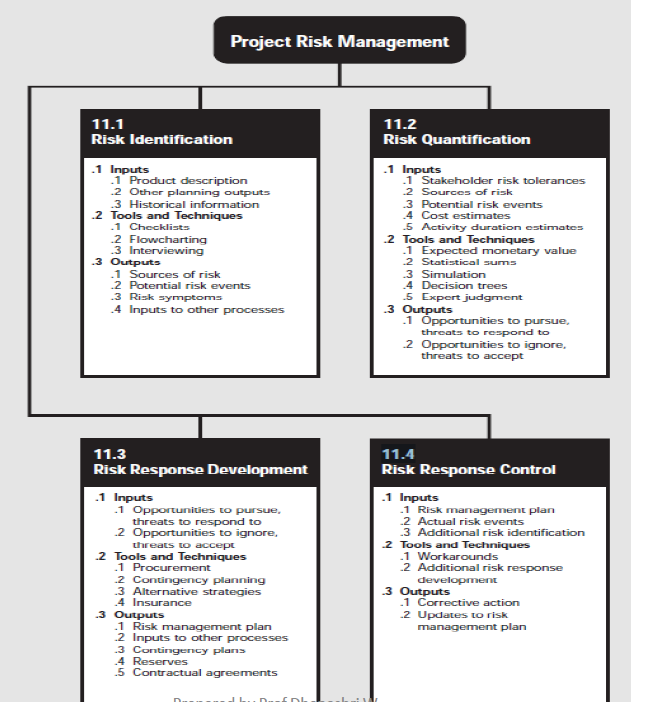 Project Risk Management
11.1
Risk Identification
.1 Inputs
.1 Product description
.2 Other planning outputs
.3 Historical information
.2 Tools and Techniques
.1 Checklists
.2 Flowcharting
.3 Interviewing
.3 Outputs
.1 Sources of risk
.2 Potential risk events
.3 Risk symptoms
.4 Inputs to other processes
11.2
Risk Quantification
.1 Inputs
.1 Stakeholder risk tolerances
.2 Sources of risk
.3 Potential risk events
.4 Cost estimates
.5 Activity duration estimates
.2 Tools and Techniques
.1 Expected monetary value
.2 Statistical sums
.3 Simulation
.4 Decision trees
.5 Expert judgment
.3 Outputs
.1 Opportunities to pursue,
threats to respond to
.2 Opportunities to ignore,
threats to accept
11.3
Risk Response Development
.1 Inputs
.1 Opportunities to pursue,
threats to respond to
.2 Opportunities to ignore,
threats to accept
.2 Tools and Techniques
.1 Procurement
.2 Contingency planning
.3 Alternative strategies
.4 Insurance
.3 Outputs
.1 Risk management plan
.2 Inputs to other processes
.3 Contingency plans
.4 Reserves
.5 Contractual agreements
11.4
Risk Response Control
.1 Inputs
.1 Risk management plan
.2 Actual risk events
.3 Additional risk identification
.2 Tools and Techniques
.1 Workarounds
.2 Additional risk response
development
.3 Outputs
.1 Corrective action
.2 Updates to risk
management plan
Prepared by Prof